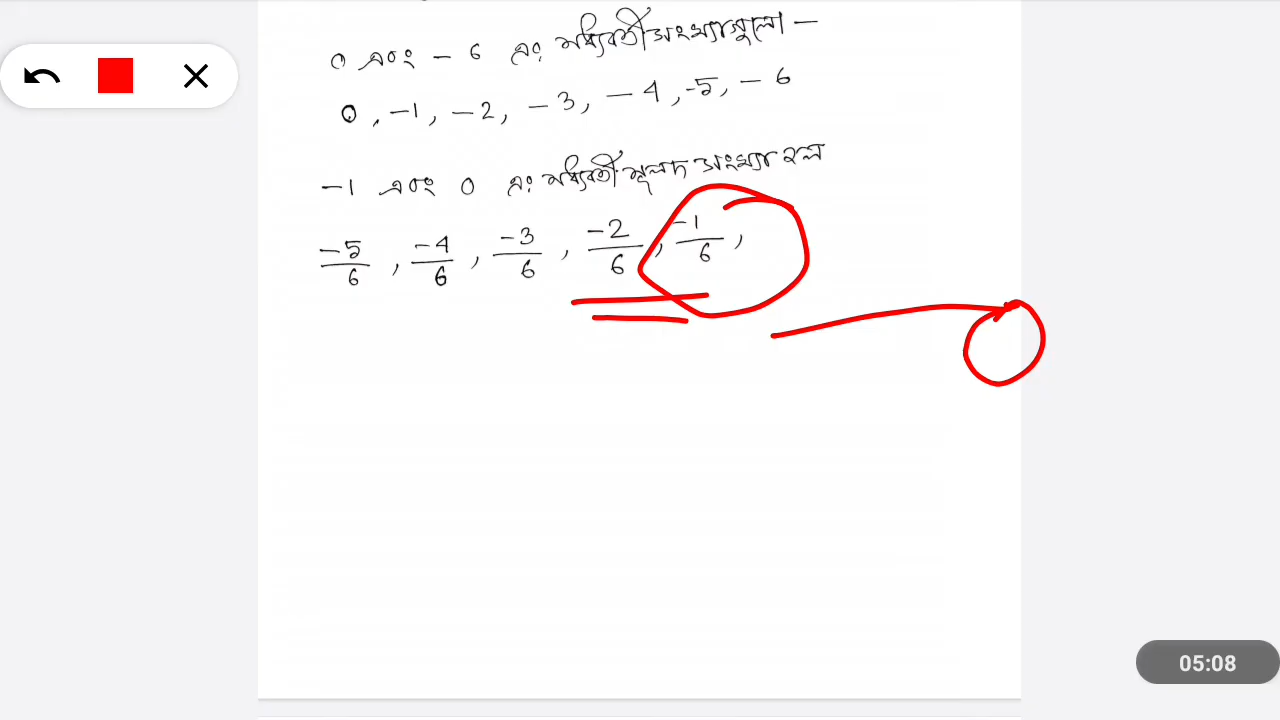 0 এবং - 6 এর মধ্যবর্তী সংখ্যাগুলো —
0, -1, -2, -3, -4, -5, -6
-1 এবং 0 এর মধ্যবর্তী মূলদ সংখ্যা হল
-5/6, -4/6, -3/6, -2/6, -1/6,
05:08